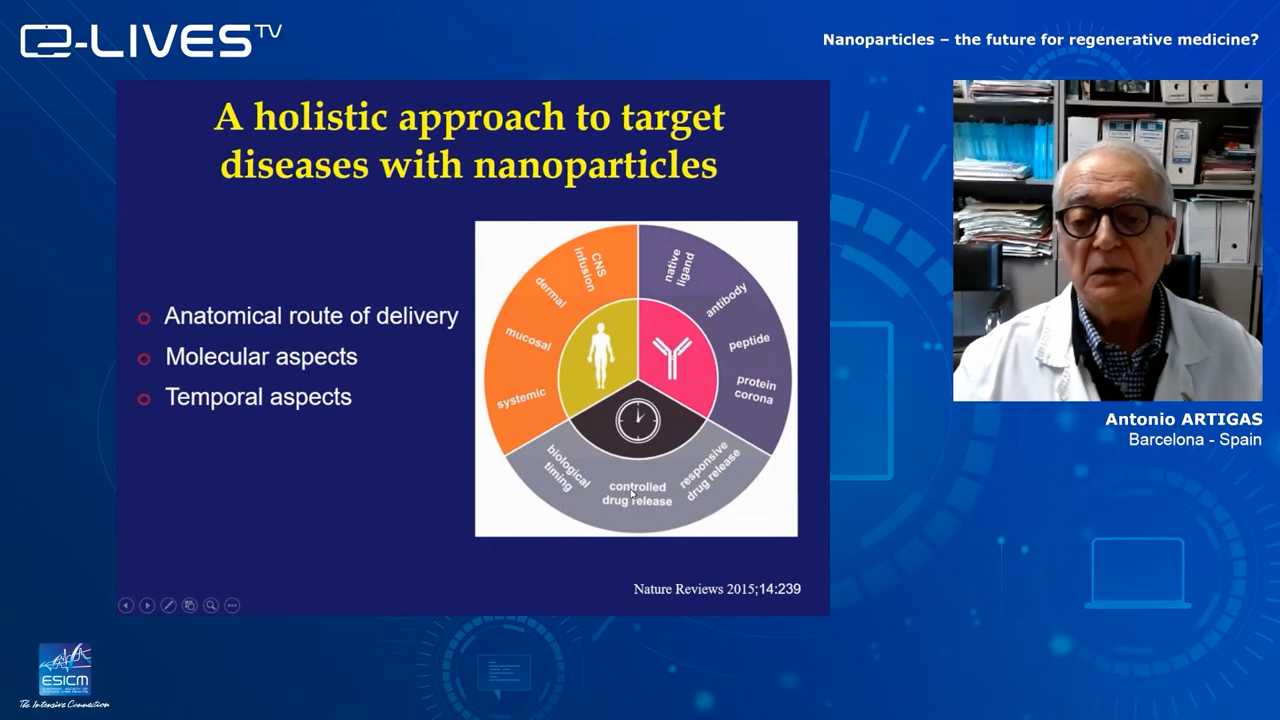 e-LIVES TV
Nanoparticles – the future for regenerative medicine?
A holistic approach to target
diseases with nanoparticles
Anatomical route of delivery
Molecular aspects
Temporal aspects
CNS
infusion
dermal
mucosal
systemic
native
ligand
antibody
peptide
protein
corona
biological
timing
controlled
drug release
responsive
drug release
Nature Reviews 2015;14:239
Antonio ARTIGAS
Barcelona - Spain
ESICM
The Intensive Connection